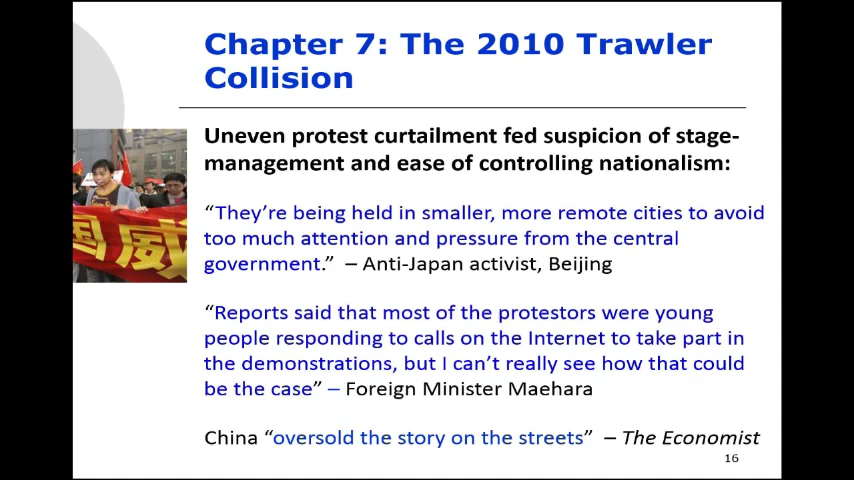 Chapter 7: The 2010 Trawler
Collision
Uneven protest curtailment fed suspicion of stage-
management and ease of controlling nationalism:
“They’re being held in smaller, more remote cities to avoid
too much attention and pressure from the central
government.” – Anti-Japan activist, Beijing
“Reports said that most of the protestors were young
people responding to calls on the Internet to take part in
the demonstrations, but I can’t really see how that could
be the case” – Foreign Minister Maehara
China “oversold the story on the streets” – The Economist
16
国威